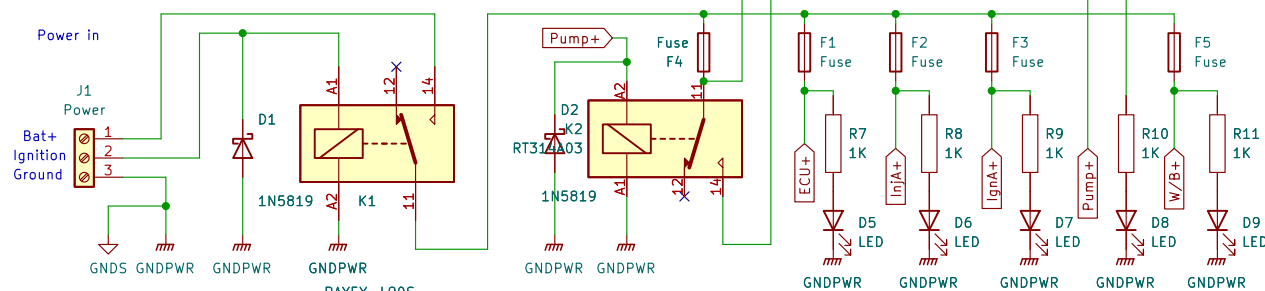 Power in
J1
Power
Bat+
Ignition
Ground
1
2
3
GNDS
GNDPWR
D1
1N5819
GNDPWR
A1
12
14
A2
11
K1
GNDPWR
Pump+
D2
K2
RT314A03
1N5819
GNDPWR
A2
11
A1
12
14
GNDPWR
Fuse
F4
F1
Fuse
F2
Fuse
F3
Fuse
F5
Fuse
R7
1K
R8
1K
R9
1K
R10
1K
R11
1K
ECU+
InjA+
IgnA+
Pump+
W/B+
D5
LED
D6
LED
D7
LED
D8
LED
D9
LED
GNDPWR
GNDPWR
GNDPWR
GNDPWR
GNDPWR